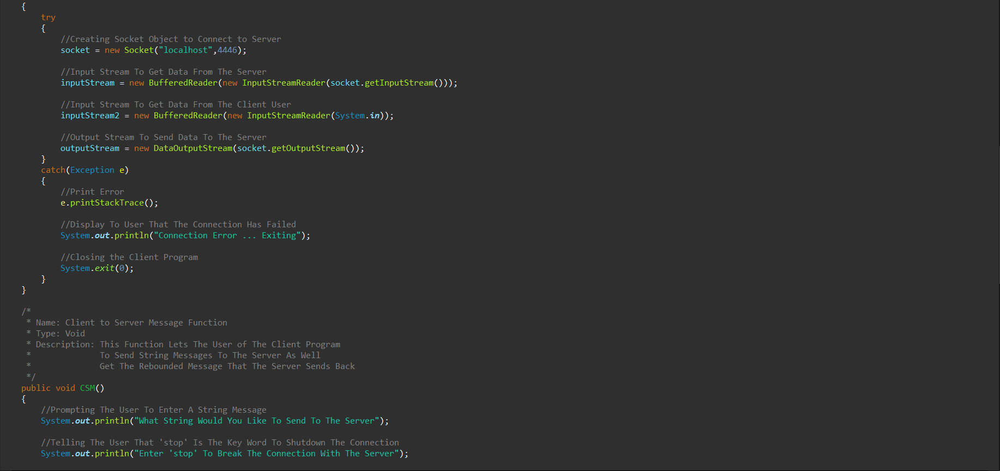 {
try
{
//Creating Socket Object to Connect to Server
socket = new Socket("localhost",4446);
//Input Stream To Get Data From The Server
inputStream = new BufferedReader(new InputStreamReader(socket.getInputStream()));
//Input Stream To Get Data From The Client User
inputStream2 = new BufferedReader(new InputStreamReader(System.in));
//Output Stream To Send Data To The Server
outputStream = new DataOutputStream(socket.getOutputStream());
}
catch(Exception e)
{
//Print Error
e.printStackTrace();
//Display To User That The Connection Has Failed
System.out.println("Connection Error ... Exiting");
//Closing the Client Program
System.exit(0);
}
}
/*
* Name: Client to Server Message Function
* Type: Void
* Description: This Function Lets The User of The Client Program
* To Send String Messages To The Server As Well
* Get The Rebounded Message That The Server Sends Back
*/
public void CSM()
{
//Prompting The User To Enter A String Message
System.out.println("What String Would You Like To Send To The Server");
//Telling The User That 'stop' Is The Key Word To Shutdown The Connection
System.out.println("Enter 'stop' To Break The Connection With The Server");